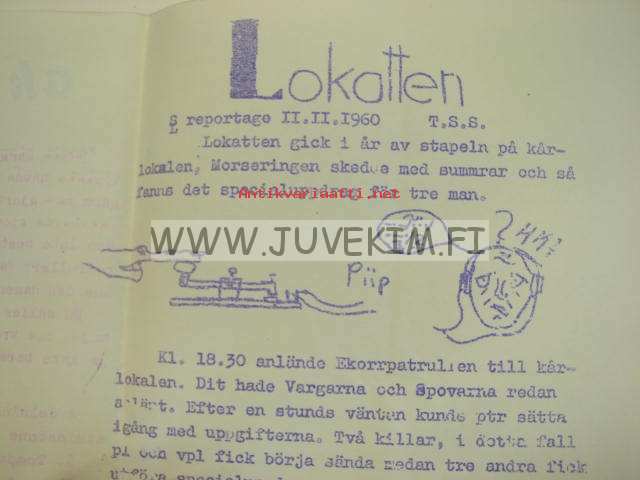 Lokatten
SL reportage II.II.1960 T.S.S.
Lokatten gick i år av stapeln på kår-
lokalen, Morseringen skedde med summrar och så
fanns det specialuppdrag för tre man.
Antikvariaatti.net
WWW.JUVEKIM.FI
Piip
Kl. 18.30 anlände Ekorrpatrullen till kår-
lokalen. Dit hade Vargarna och Spovarna redan
Efter en stunds väntan kunde ptr sätta
igång med uppgifterna. Två killar, i detta fall
pl och vpl fick börja sända medan tre andra fick